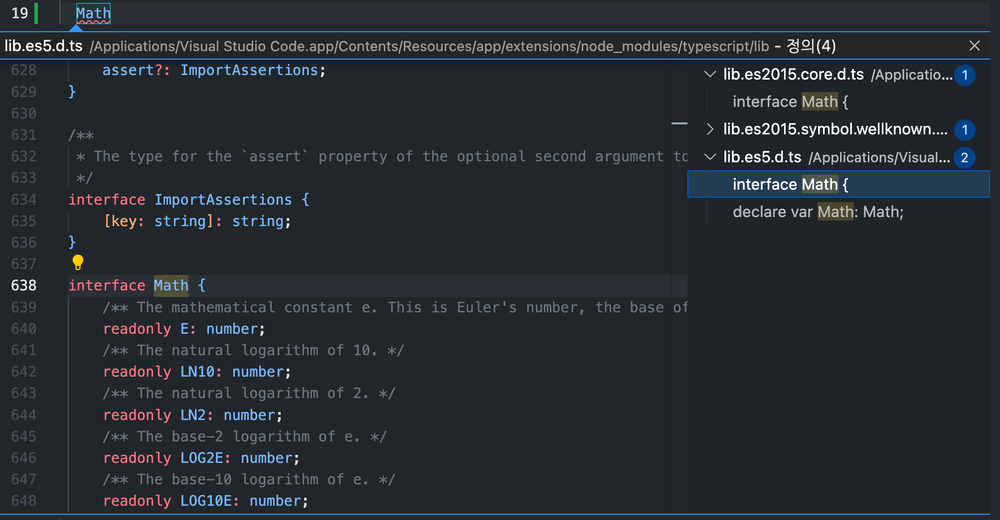 19 Math
lib.es5.d.ts /Applications/Visual Studio Code.app/Contents/Resources/app/extensions/node_modules/typescript/lib - 정의(4)
628 assert?: ImportAssertions;
629 }
630
631 /**
632 * The type for the `assert` property of the optional second argument to
633 */
634 interface ImportAssertions {
635 [key: string]: string;
636 }
637
638 interface Math {
639 /** The mathematical constant e. This is Euler's number, the base of
640 readonly E: number;
641 /** The natural logarithm of 10. */
642 readonly LN10: number;
643 /** The natural logarithm of 2. */
644 readonly LN2: number;
645 /** The base-2 logarithm of e. */
646 readonly LOG2E: number;
647 /** The base-10 logarithm of e. */
648 readonly LOG10E: number;
lib.es2015.core.d.ts /Applicatio... 1
interface Math {
lib.es2015.symbol.wellknown.... 1
lib.es5.d.ts /Applications/Visual... 2
interface Math {
declare var Math: Math;